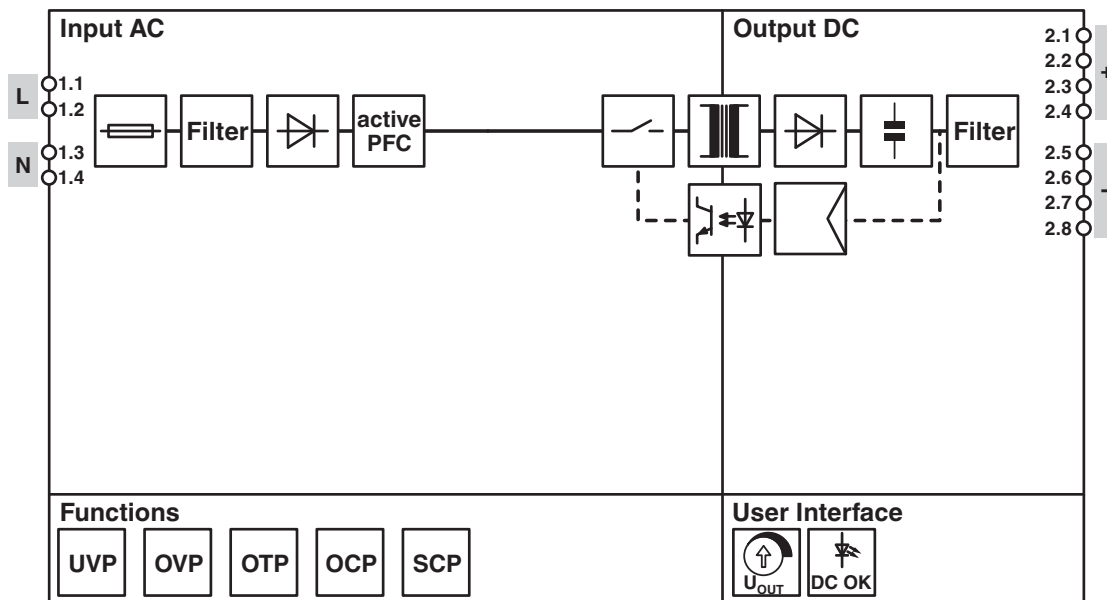 Input AC
Output DC
L
1.1
1.2
N
1.3
1.4
Filter
active
PFC
Filter
2.1
2.2
2.3
2.4
+
2.5
2.6
2.7
2.8
-
Functions
UVP
OVP
OTP
OCP
SCP
User Interface
UOUT
DC OK